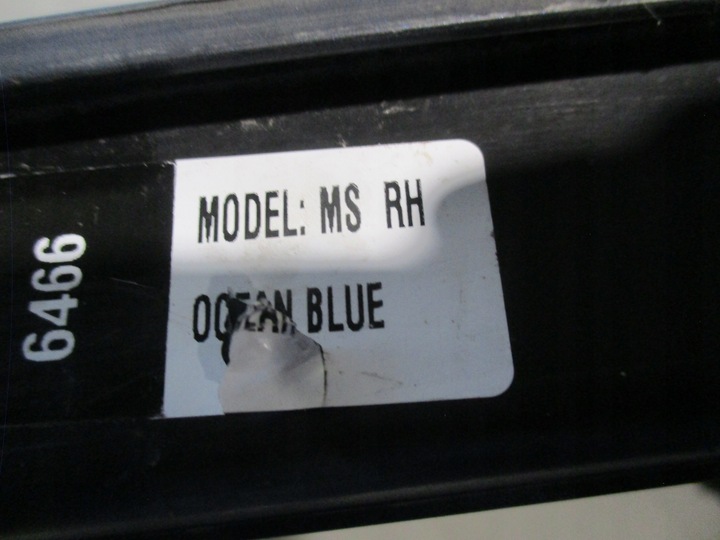 MODEL: MS RH
OCEAN BLUE
6466